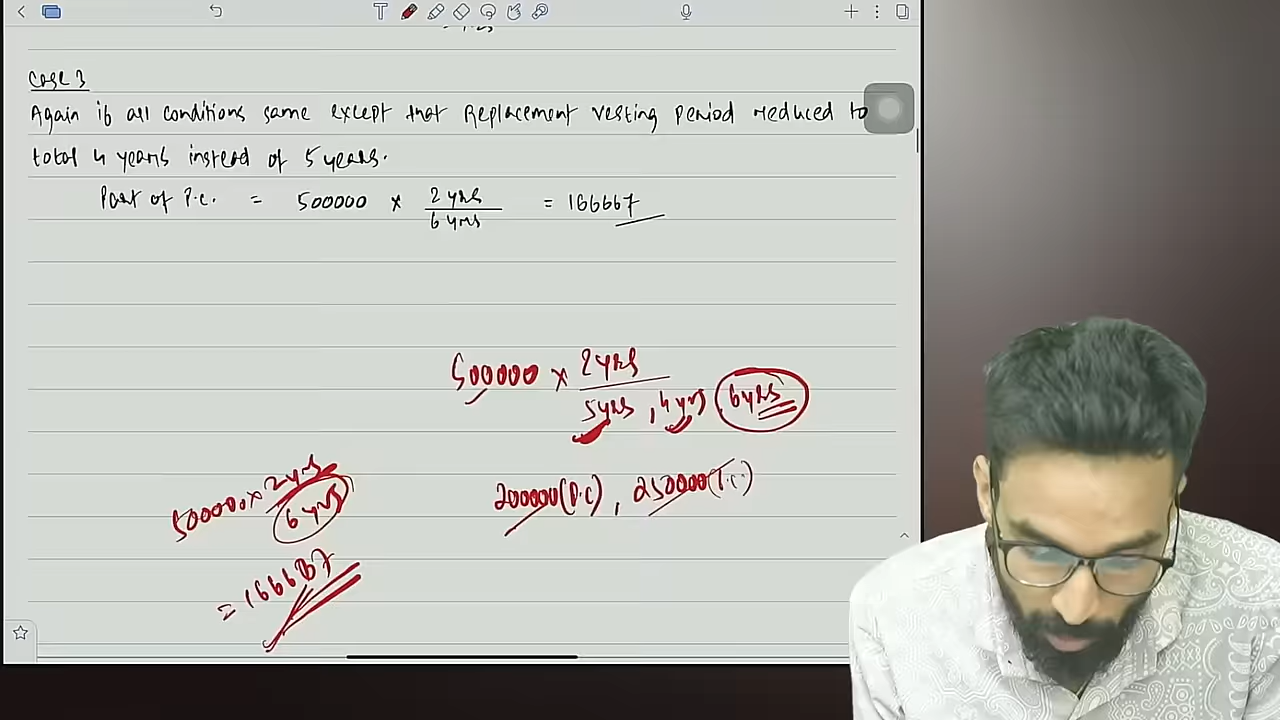 Case 3
Again if all conditions same except that Replacement vesting period reduced to
total 4 years instead of 5 years.
Part of P.C. = 500000 × 2 yrs / 6 yrs = 166667
500000 × 2 yrs / 5 yrs, 4 yrs 6 yrs
200000 (P.C), 250000 (P.C.)
500000 × 2 yrs / 6 yrs
= 166667